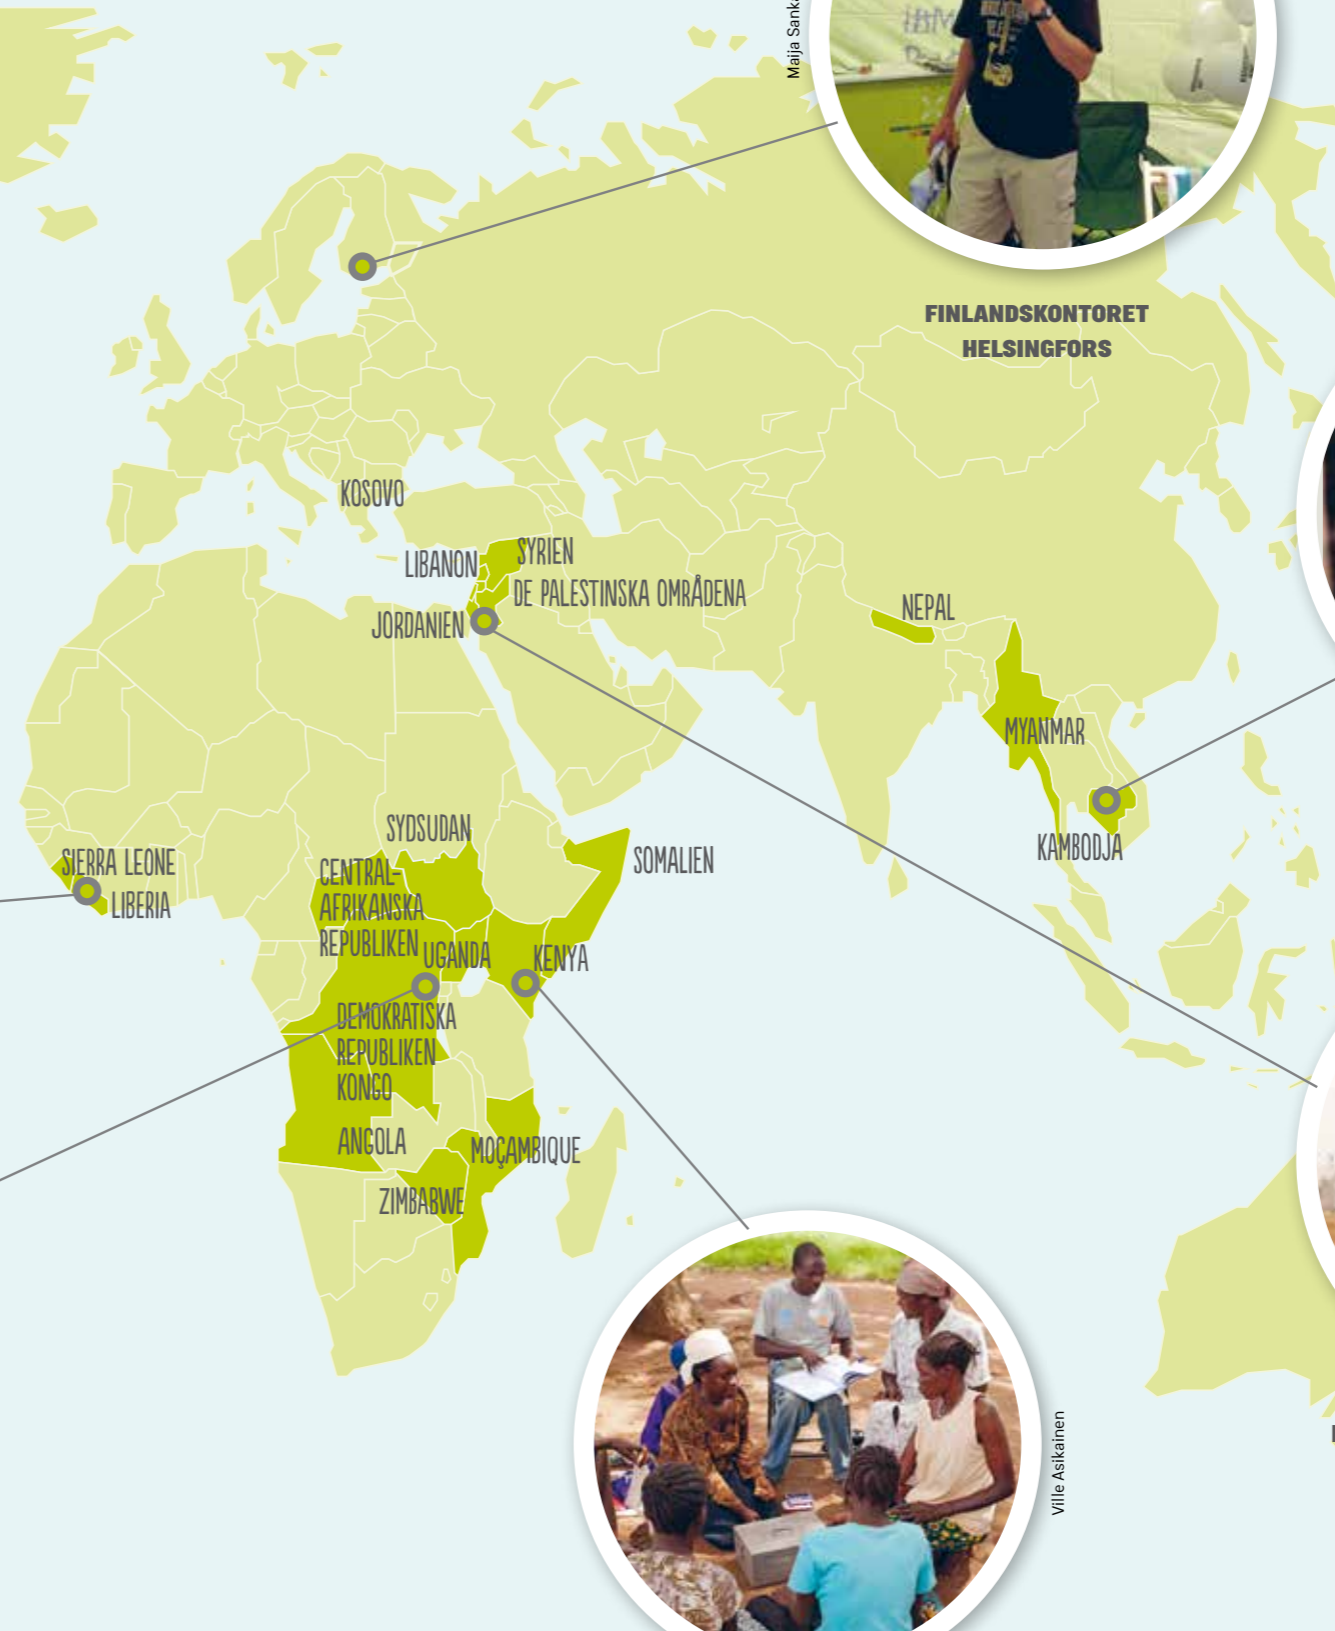 Maija Sanka
FINLANDSKONTORET
HELSINGFORS
KOSOVO
SYRIEN
LIBANON
DE PALESTINSKA OMRÅDENA
JORDANIEN
NEPAL
MYANMAR
KAMBODJA
SYDSUDAN
SOMALIEN
SIERRA LEONE
LIBERIA
CENTRAL-
AFRIKANSKA
REPUBLIKEN
UGANDA
KENYA
DEMOKRATISKA
REPUBLIKEN
KONGO
ANGOLA
MOÇAMBIQUE
ZIMBABWE
Ville Asikainen